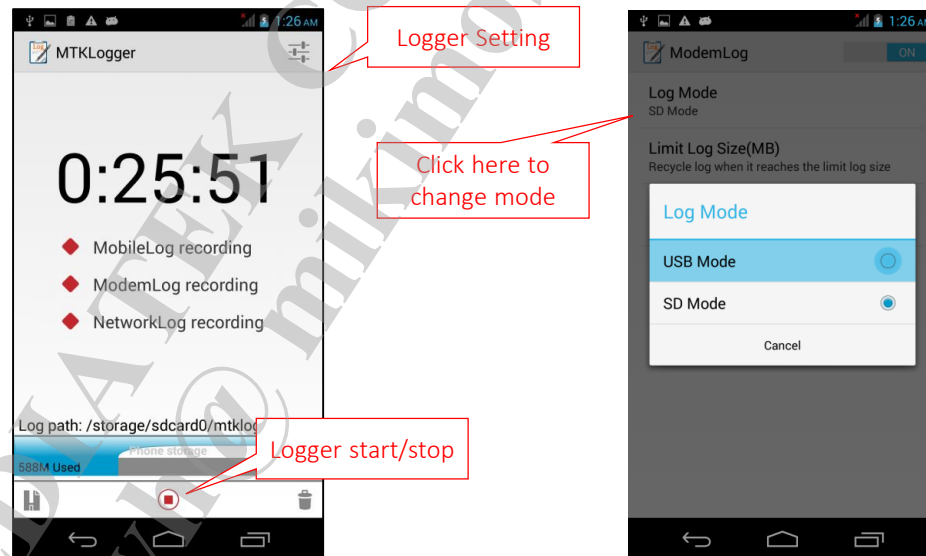 1:26 AM
MTKLogger
Logger Setting
0:25:51
MobileLog recording
ModemLog recording
NetworkLog recording
Log path: /storage/sdcard0/mtklog
Phone storage
588M Used
Logger start/stop
1:26 AM
ModemLog
ON
Log Mode
SD Mode
Click here to
change mode
Limit Log Size(MB)
Recycle log when it reaches the limit log size
Log Mode
USB Mode
SD Mode
Cancel